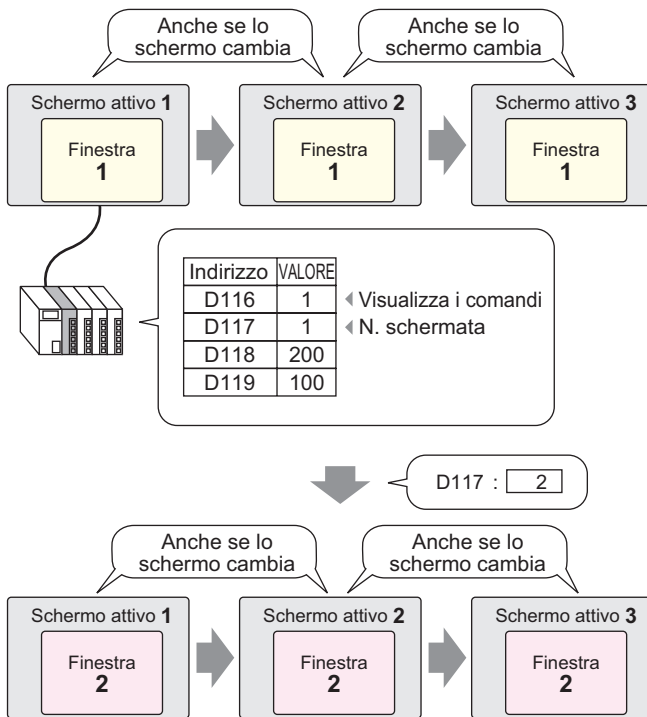 Anche se lo
schermo cambia
Anche se lo
schermo cambia
Schermo attivo 1
Finestra
1
Schermo attivo 2
Finestra
1
Schermo attivo 3
Finestra
1
Indirizzo VALORE
D116 1 Visualizza i comandi
D117 1 N. schermata
D118 200
D119 100
D117 : 2
Anche se lo
schermo cambia
Anche se lo
schermo cambia
Schermo attivo 1
Finestra
2
Schermo attivo 2
Finestra
2
Schermo attivo 3
Finestra
2